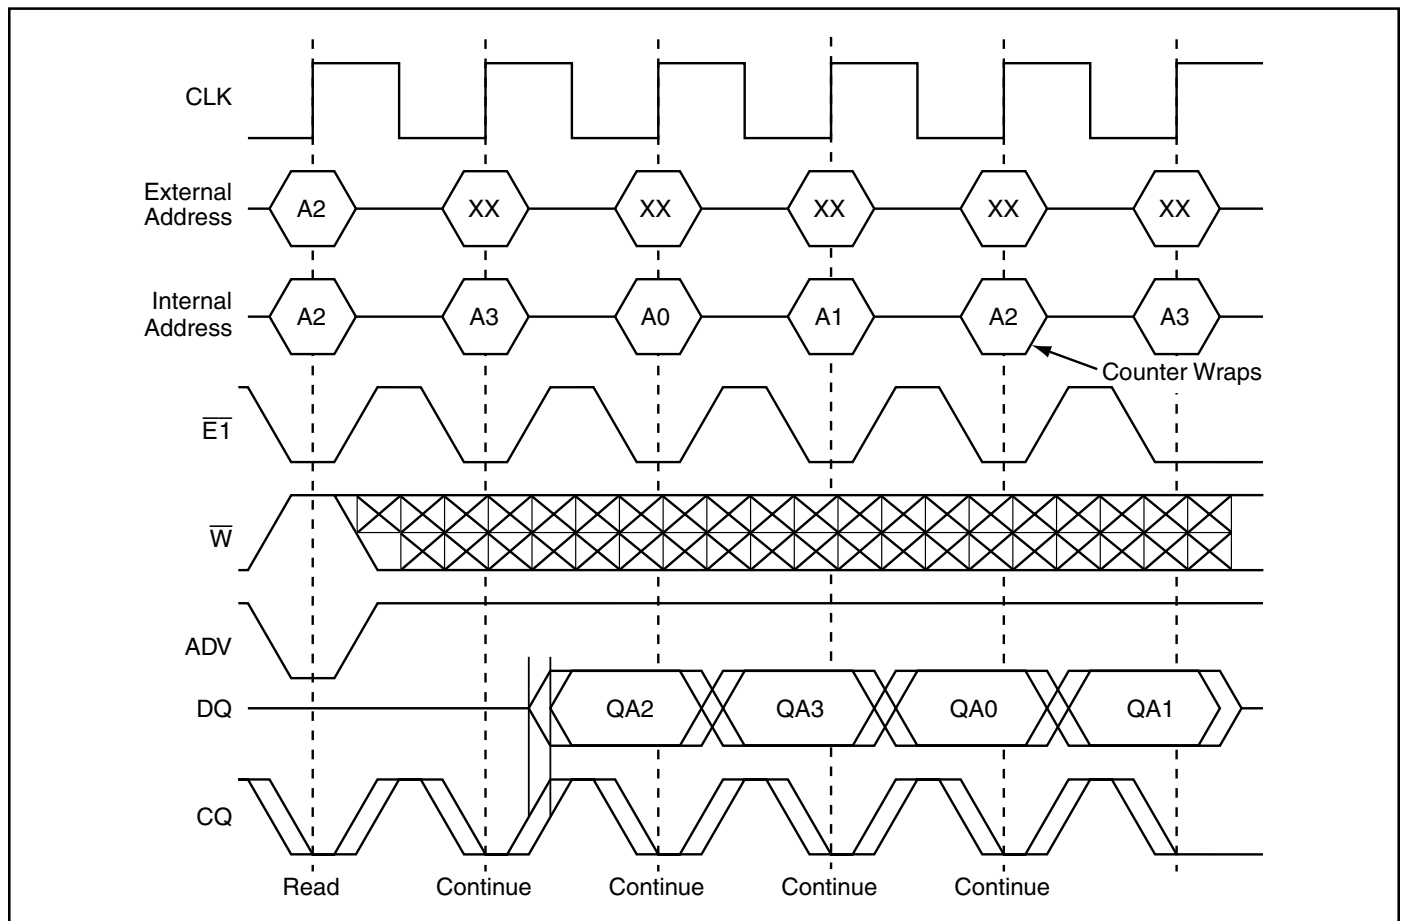 CLK
External
Address
A2 XX XX XX XX XX
Internal
Address
A2 A3 A0 A1 A2 A3
Counter Wraps
E1
W
ADV
DQ
QA2 QA3 QA0 QA1
CQ
Read Continue Continue Continue Continue